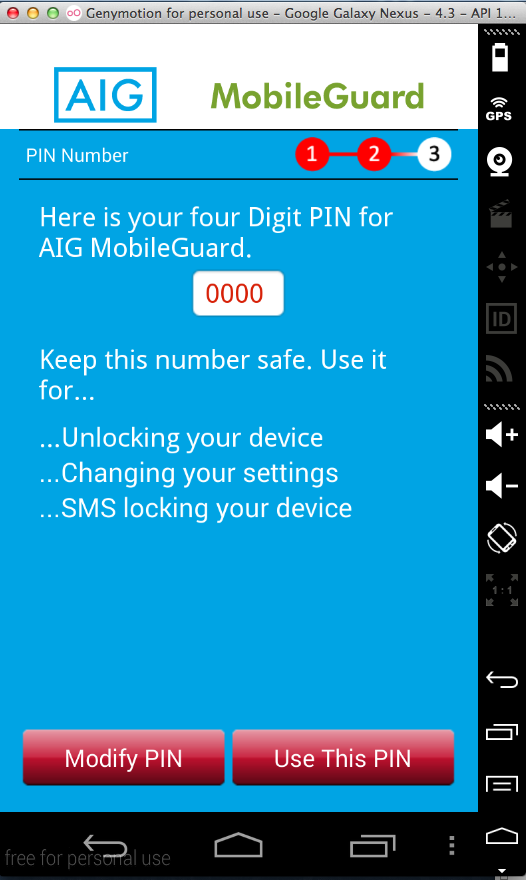 Genymotion for personal use – Google Galaxy Nexus – 4.3 – API 1...
AIG
MobileGuard
GPS
PIN Number
1
2
3
Here is your four Digit PIN for
AIG MobileGuard.
0000
ID
Keep this number safe. Use it
for...
...Unlocking your device
...Changing your settings
...SMS locking your device
1:1
Modify PIN
Use This PIN
free for personal use